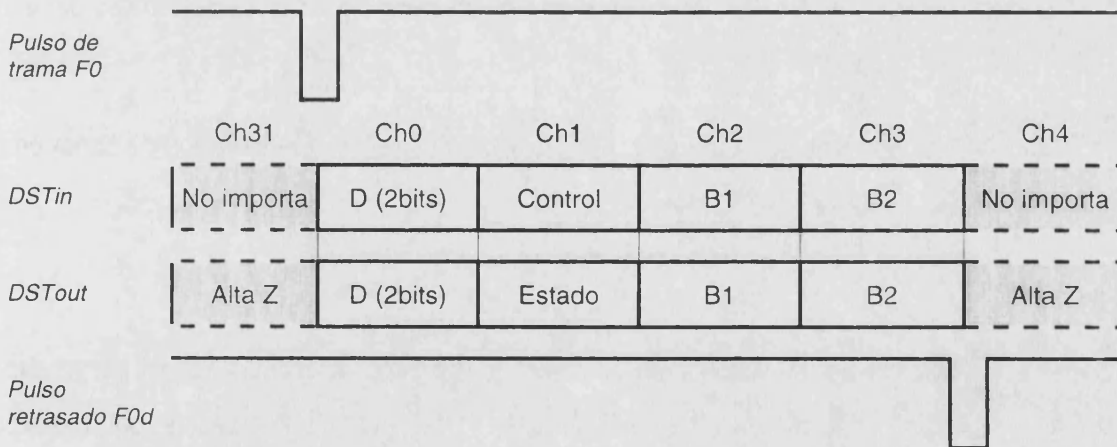 Pulso de
trama F0
Ch31 Ch0 Ch1 Ch2 Ch3 Ch4
DSTin No importa D (2bits) Control B1 B2 No importa
DSTout Alta Z D (2bits) Estado B1 B2 Alta Z
Pulso
retrasado F0d